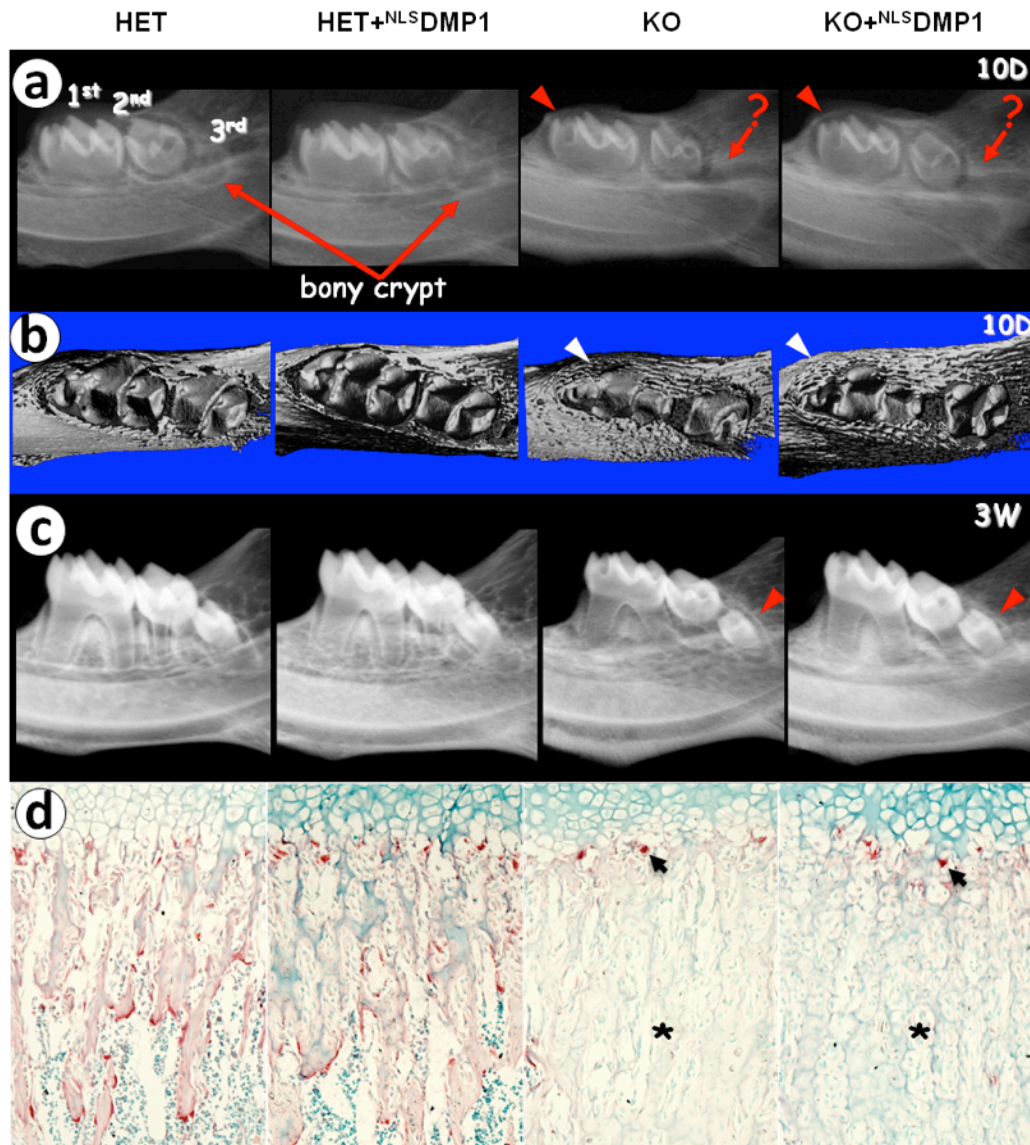 HET HET+NLSDMP1 KO KO+NLSDMP1
a 10D
1st 2nd 3rd ? ?
bony crypt
b 10D
c 3W
d
* *